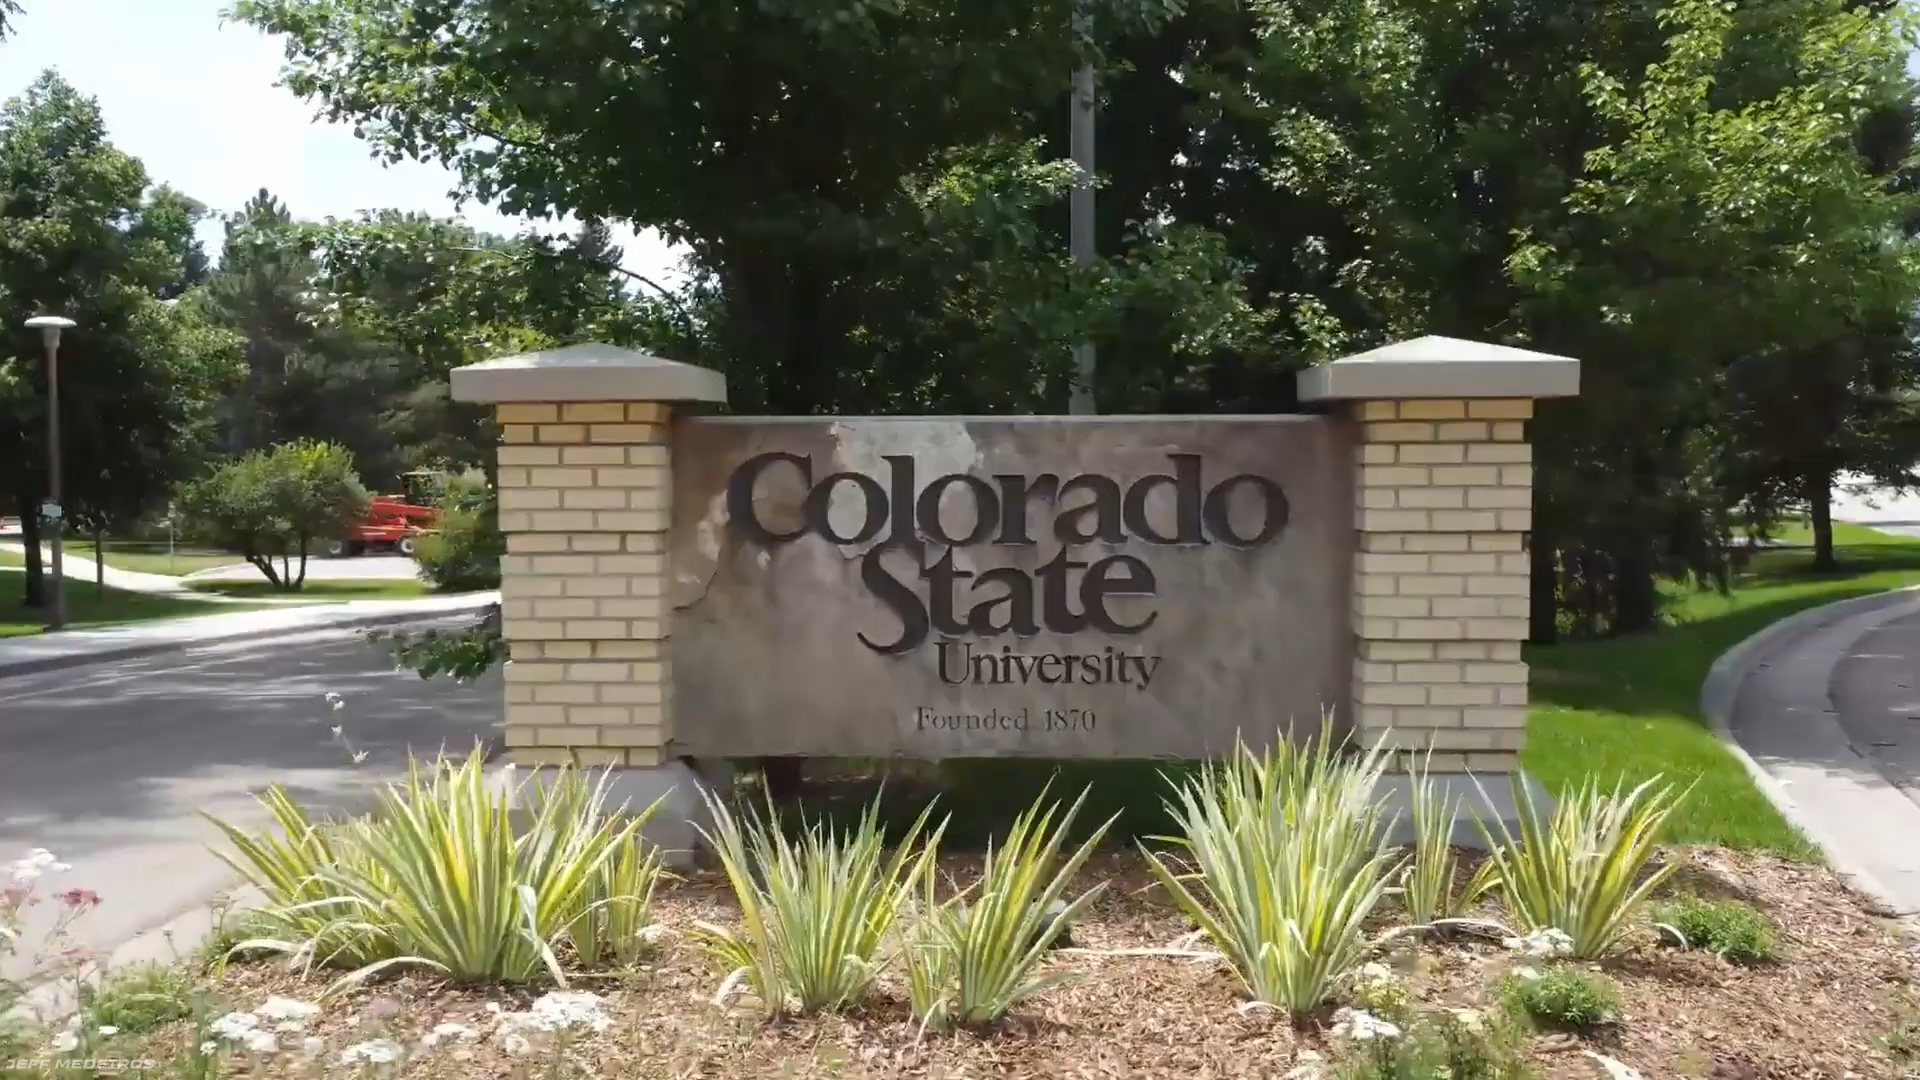 Colorado
State
University
Founded 1870
JEFF MEDEIROS